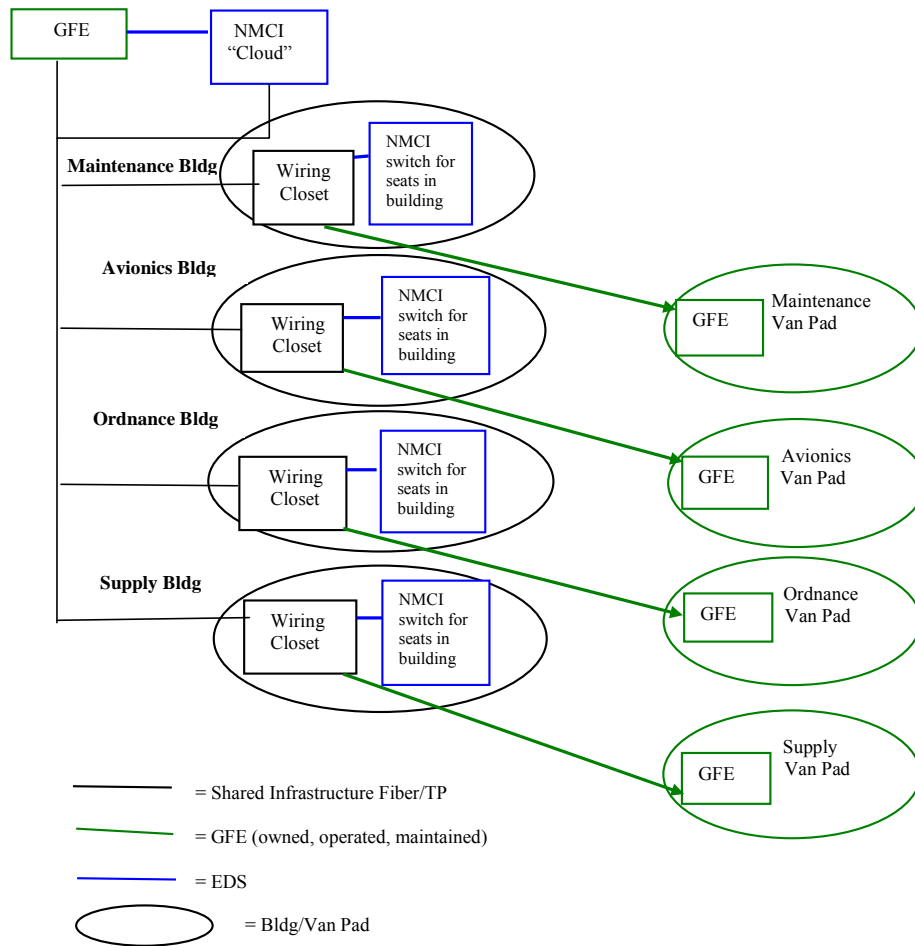 GFE
NMCI
“Cloud”
Maintenance Bldg
Wiring
Closet
NMCI
switch for
seats in
building
Avionics Bldg
Wiring
Closet
NMCI
switch for
seats in
building
GFE
Maintenance
Van Pad
Ordnance Bldg
Wiring
Closet
NMCI
switch for
seats in
building
GFE
Avionics
Van Pad
Supply Bldg
Wiring
Closet
NMCI
switch for
seats in
building
GFE
Ordnance
Van Pad
GFE
Supply
Van Pad
= Shared Infrastructure Fiber/TP
= GFE (owned, operated, maintained)
= EDS
= Bldg/Van Pad